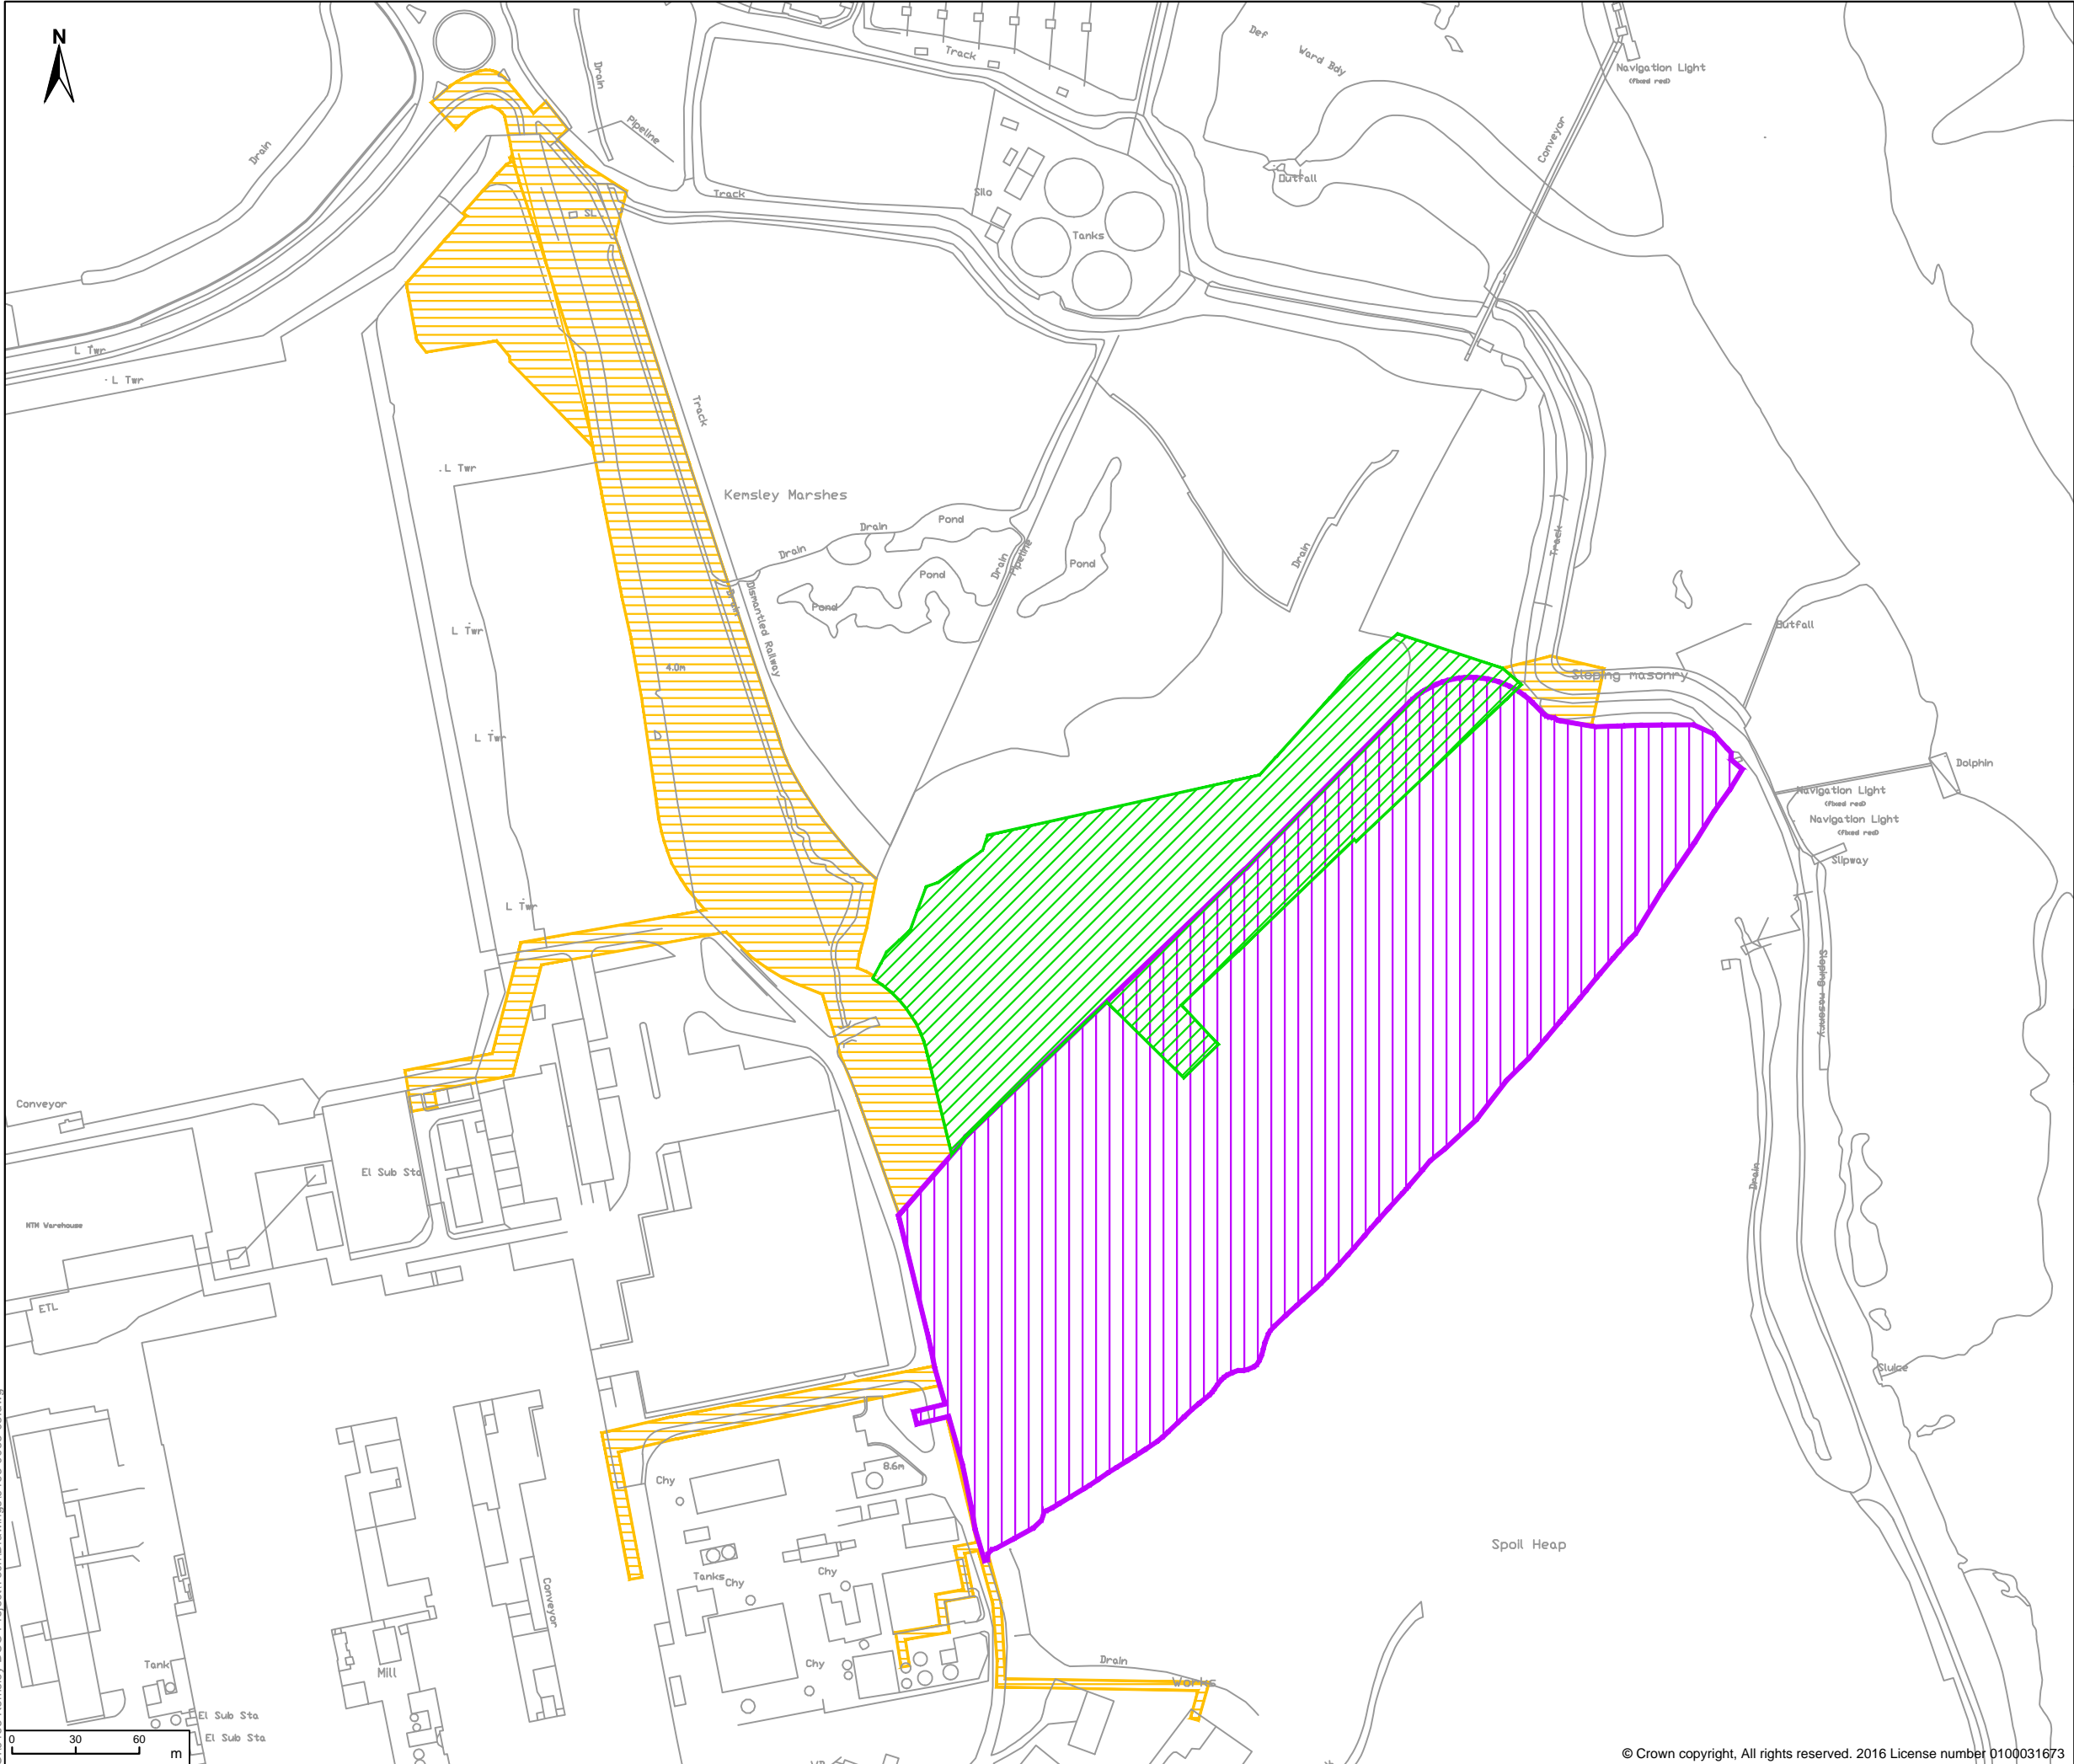 N
Drain
Drain
Pipeline
Track
Track
Silo
Tanks
Def
Ward Bdy
Outfall
Conveyor
Navigation Light
(fixed red)
SL
L Twr
L Twr
L Twr
L Twr
L Twr
L Twr
Track
Kemsley Marshes
Drain
Drain
Pond
Pond
Pond
Pond
Drain
Pipeline
Drain
Drain
Dismantled Railway
4.0m
Track
Sloping masonry
Outfall
Dolphin
Navigation Light
(fixed red)
Navigation Light
(fixed red)
Slipway
Sloping masonry
Drain
Sluice
Conveyor
El Sub Sta
NTM Warehouse
ETL
8.6m
Chy
Tanks
Chy
Chy
Chy
Conveyor
Spoil Heap
Drain
Works
Tank
Mill
El Sub Sta
El Sub Sta
0 30 60
m
© Crown copyright, All rights reserved. 2016 License number 0100031673